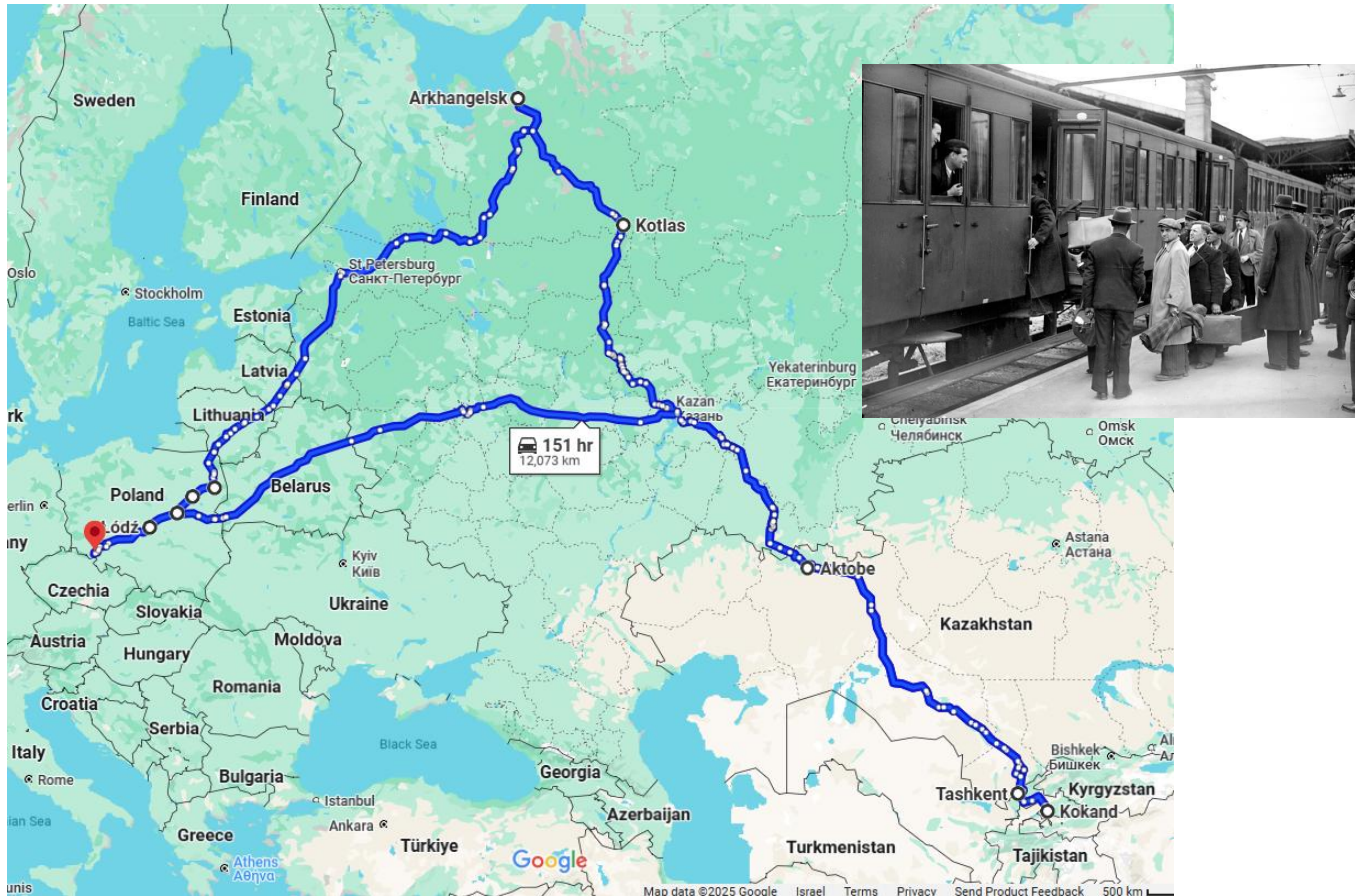 Sweden
Arkhangelsk
Finland
Kotlas
Oslo
St Petersburg
Санкт-Петербург
Stockholm
Baltic Sea
Estonia
Latvia
Yekaterinburg
Екатеринбург
Kazan
Lithuania
Chelyabinsk
Челябинск
Omsk
Омск
151 hr
12,073 km
Poland
Belarus
Łódź
Kyiv
Київ
Astana
Астана
Aktobe
Czechia
Slovakia
Ukraine
Kazakhstan
Austria
Moldova
Hungary
Romania
Croatia
Serbia
Italy
Black Sea
Bishkek
Бишкек
Rome
Bulgaria
Georgia
Tashkent
Kyrgyzstan
Kokand
Istanbul
Azerbaijan
Ankara
Greece
Türkiye
Turkmenistan
Tajikistan
Athens
Αθήνα
Google
Map data ©2025 Google Israel Terms Privacy Send Product Feedback 500 km